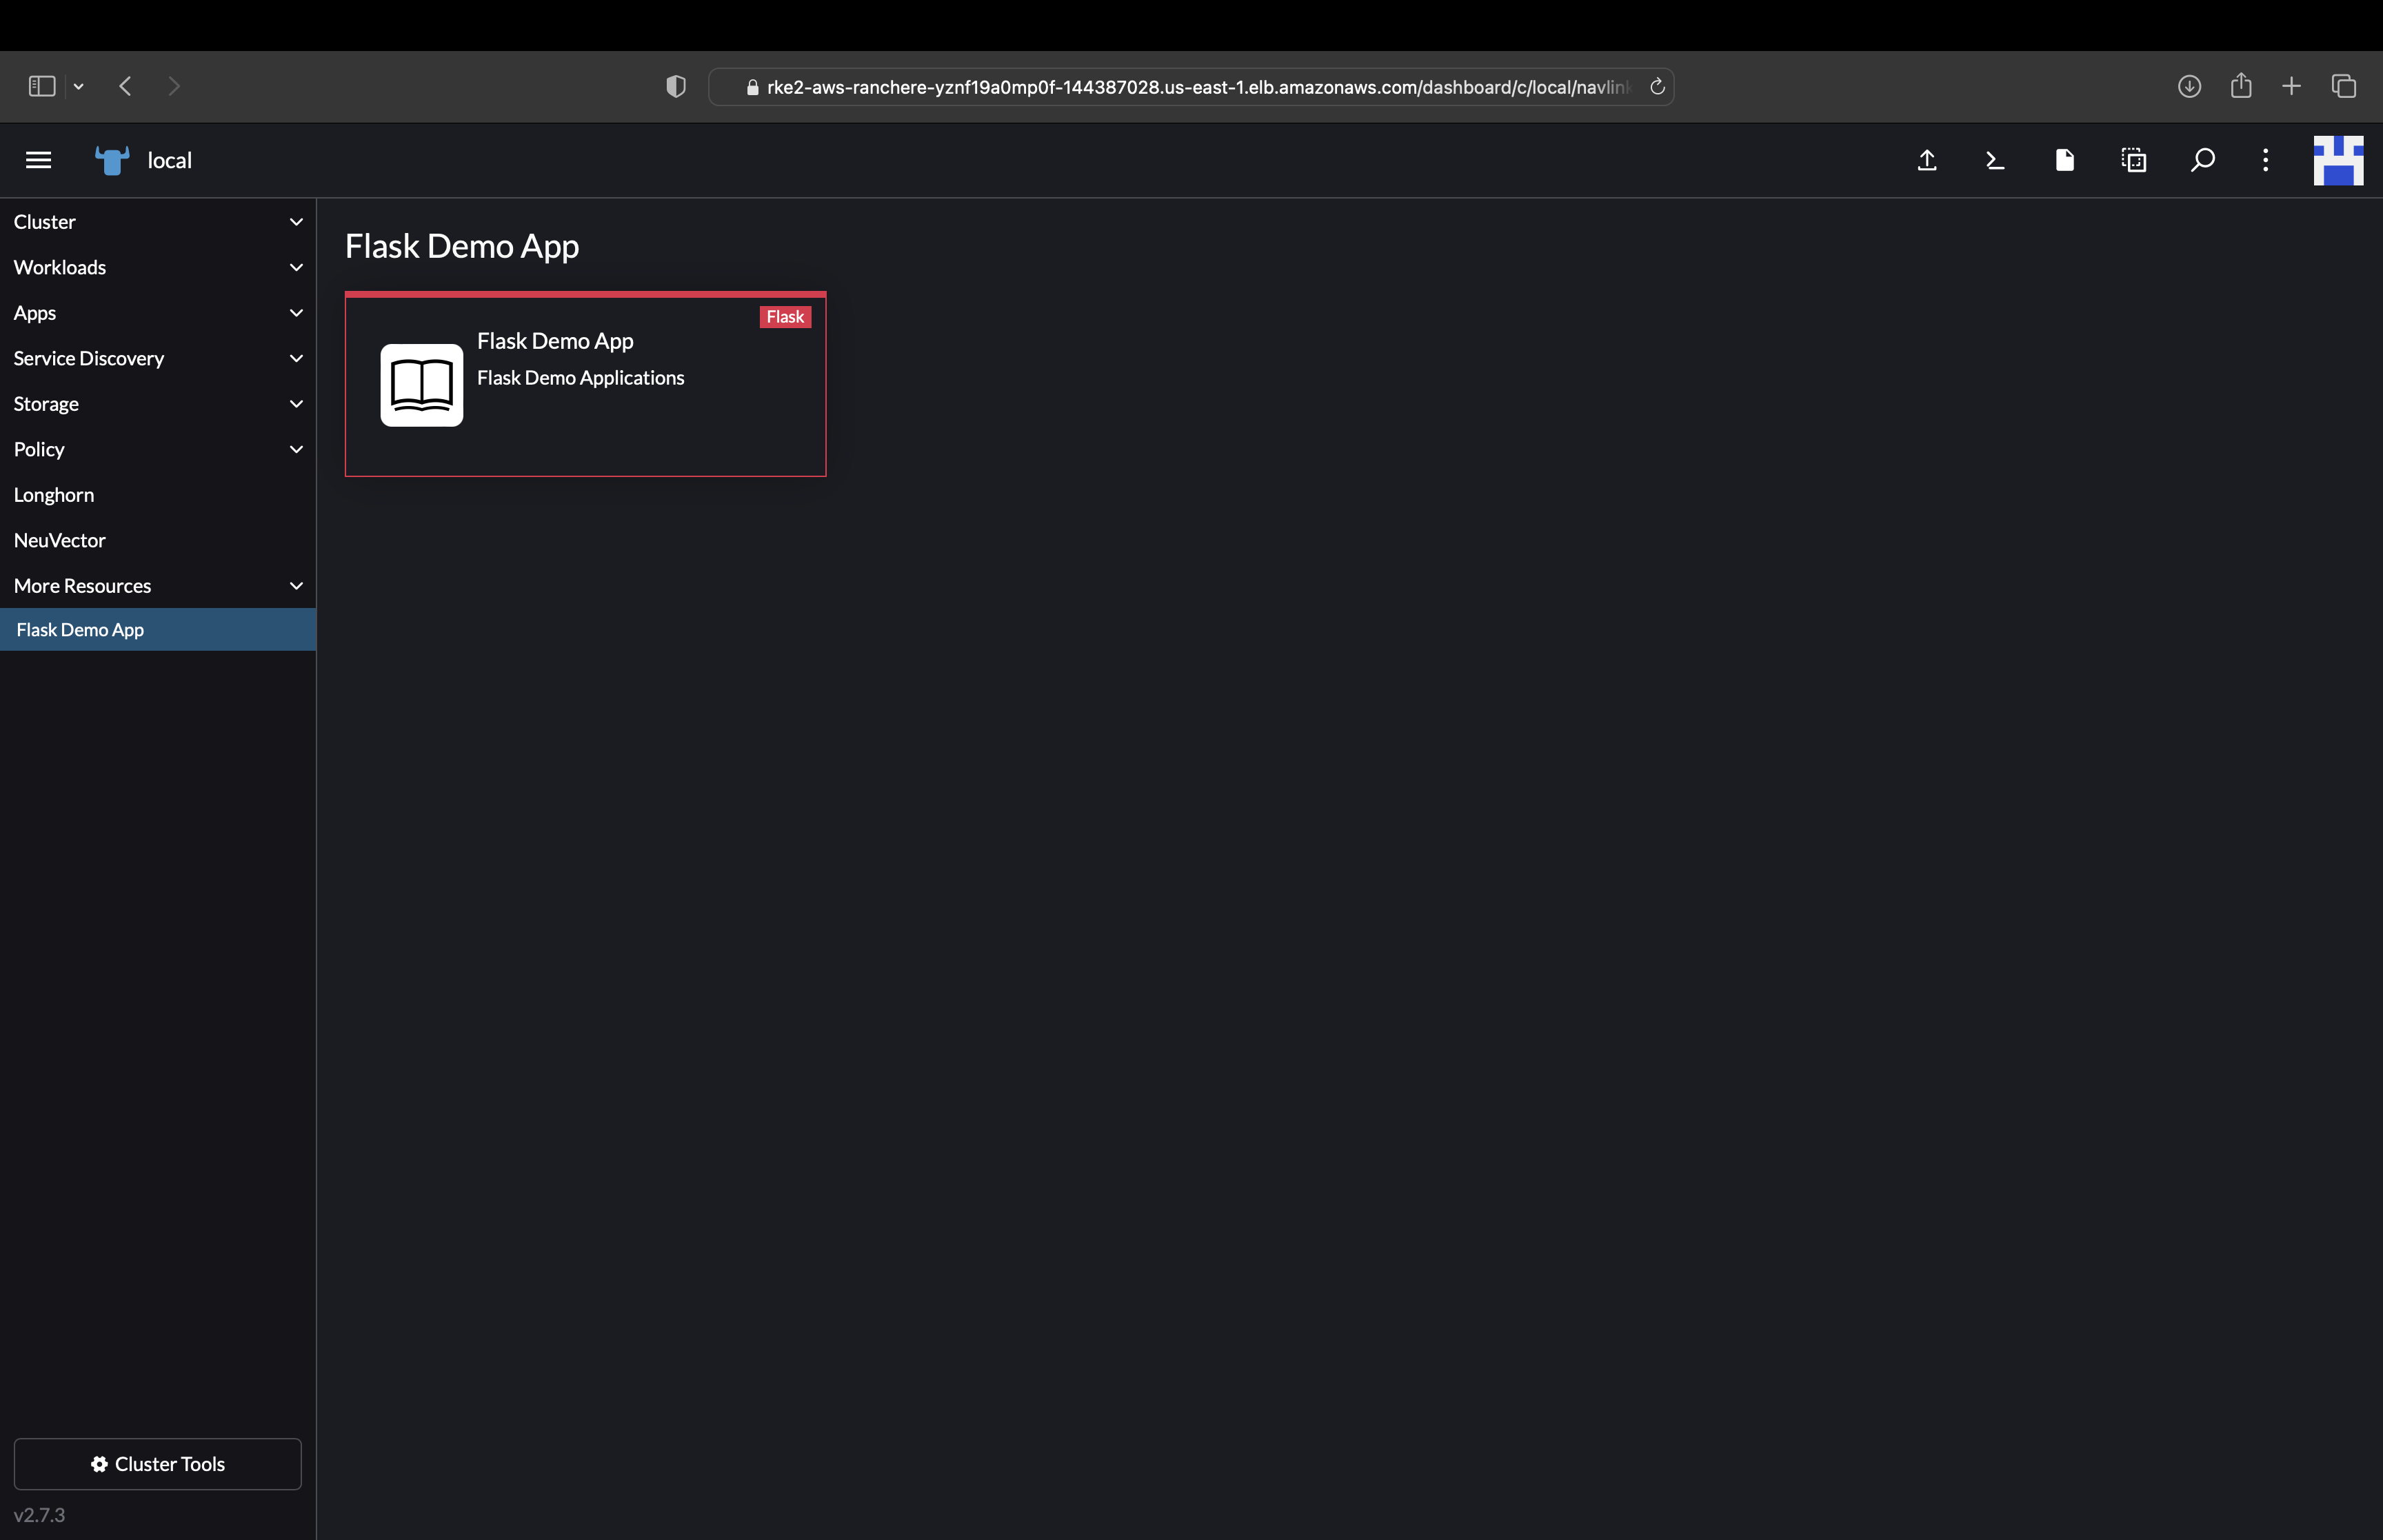 rke2-aws-ranchere-yznf19a0mp0f-144387028.us-east-1.elb.amazonaws.com/dashboard/c/local/navlink
local
Cluster
Workloads
Apps
Service Discovery
Storage
Policy
Longhorn
NeuVector
More Resources
Flask Demo App
Cluster Tools
v2.7.3
Flask Demo App
Flask
Flask Demo App
Flask Demo Applications